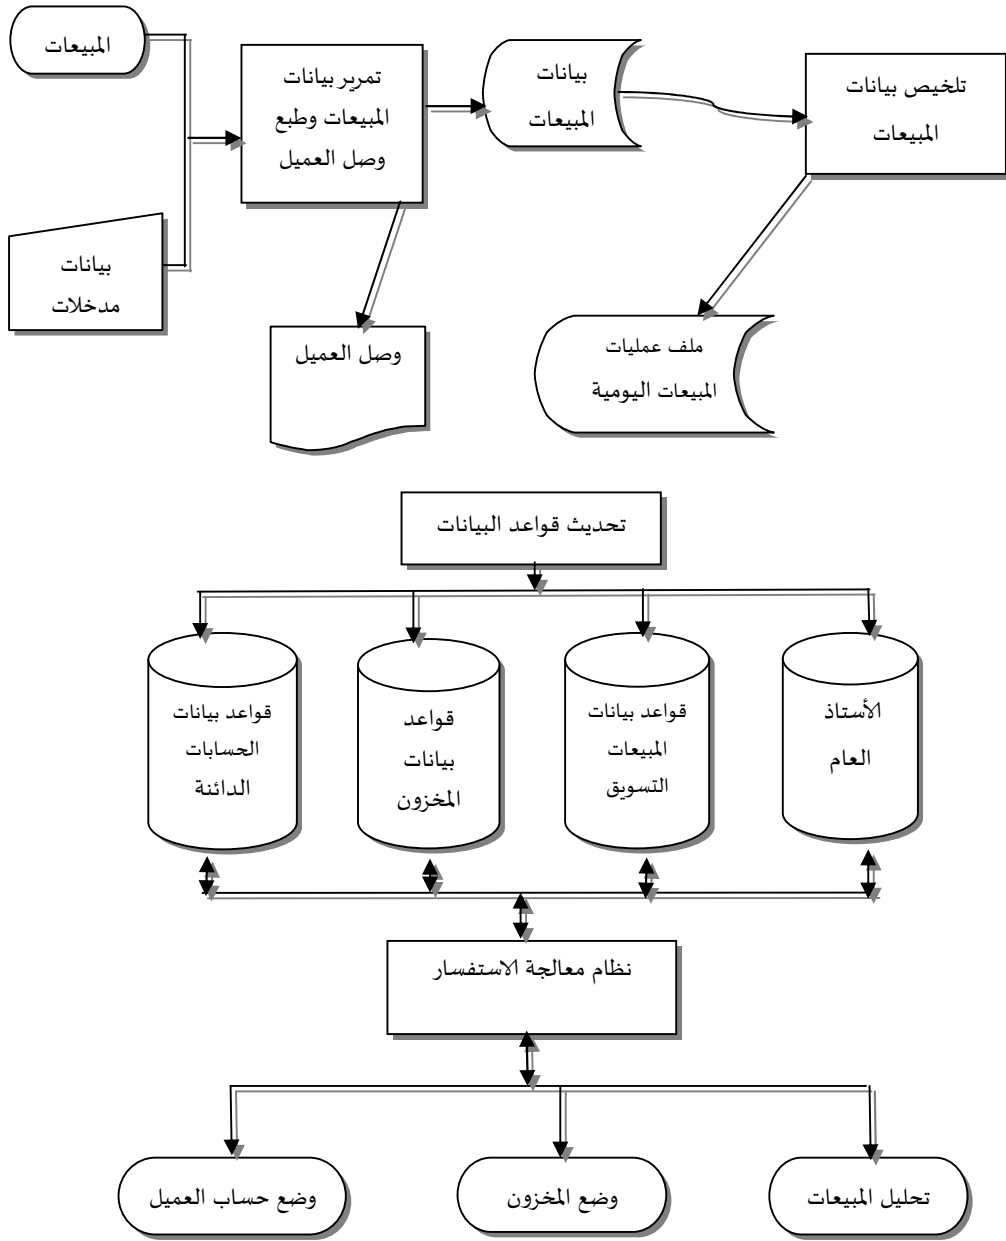 المبيعات
تمرير بيانات
المبيعات وطبع
وصل العميل
بيانات
المبيعات
تلخيص بيانات
المبيعات
بيانات
مدخلات
وصل العميل
ملف عمليات
المبيعات اليومية
تحديث قواعد البيانات
قواعد بيانات
الحسابات
الدائنة
قواعد
بيانات
المخزون
قواعد بيانات
المبيعات
التسويق
الأستاذ
العام
نظام معالجة الاستفسار
وضع حساب العميل
وضع المخزون
تحليل المبيعات